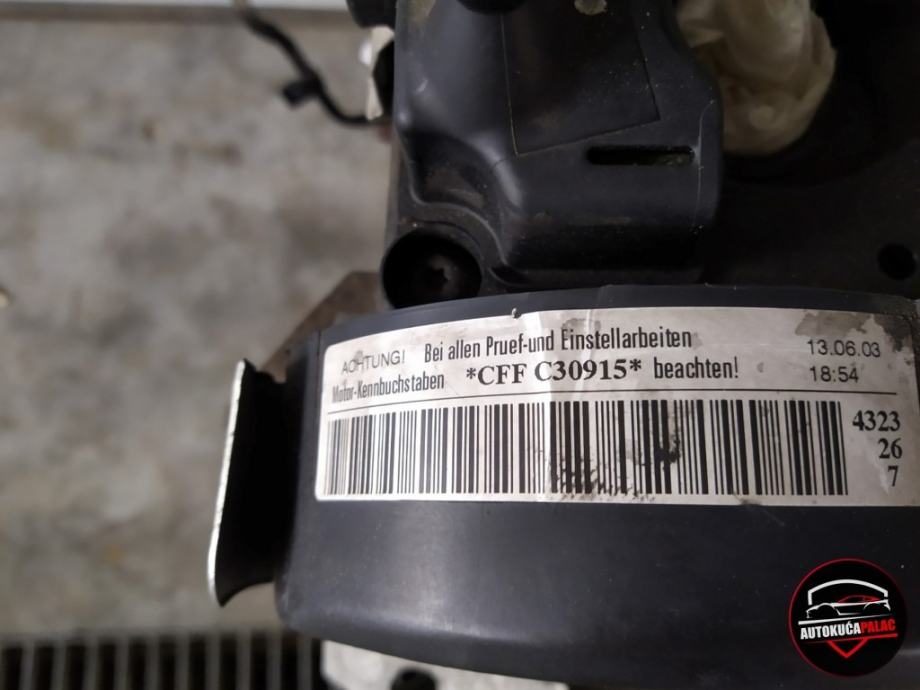 ACHTUNG! Bei allen Pruef-und Einstellarbeiten 13.06.03
Motor-Kennbuchstaben *CFF C30915* beachten! 18:54
4323
26
7
AUTOKUĆA PALAC